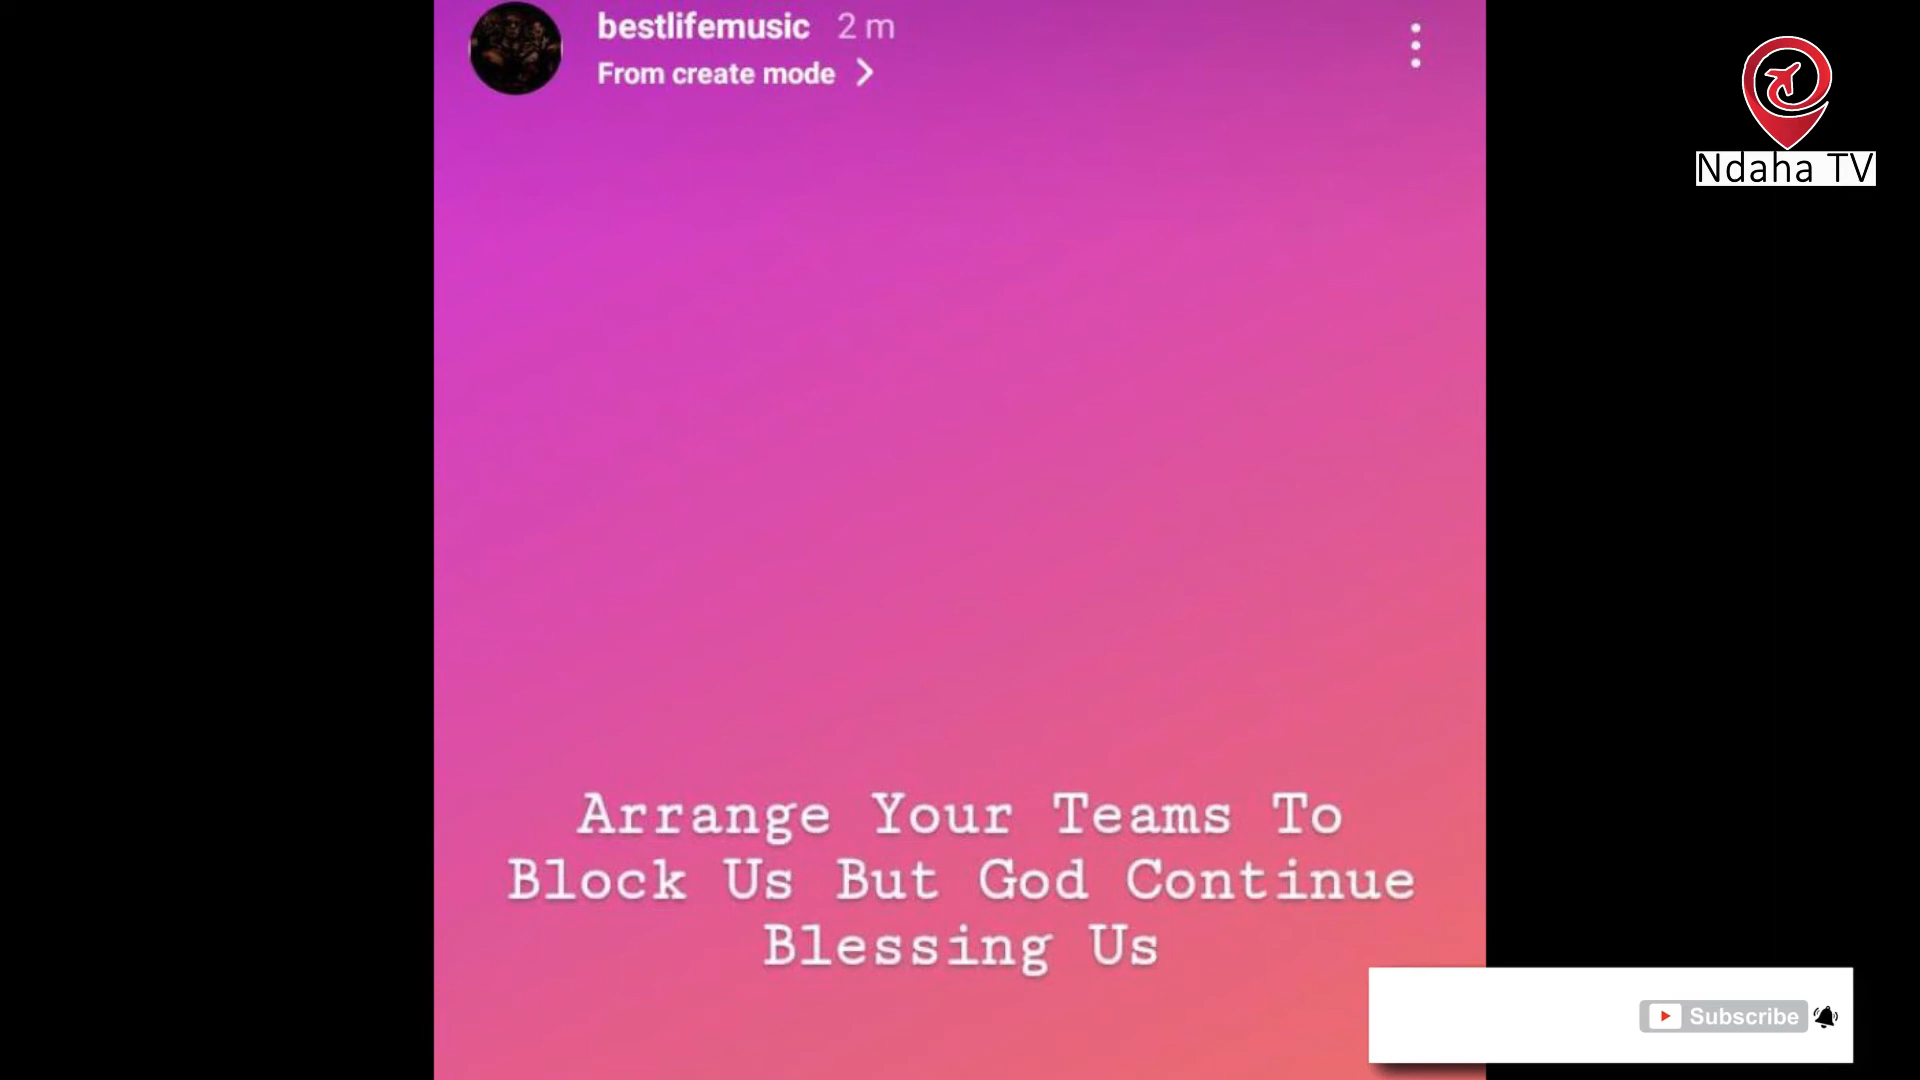 bestlifemusic 2 m
From create mode
Ndaha TV
Arrange Your Teams To
Block Us But God Continue
Blessing Us
Subscribe